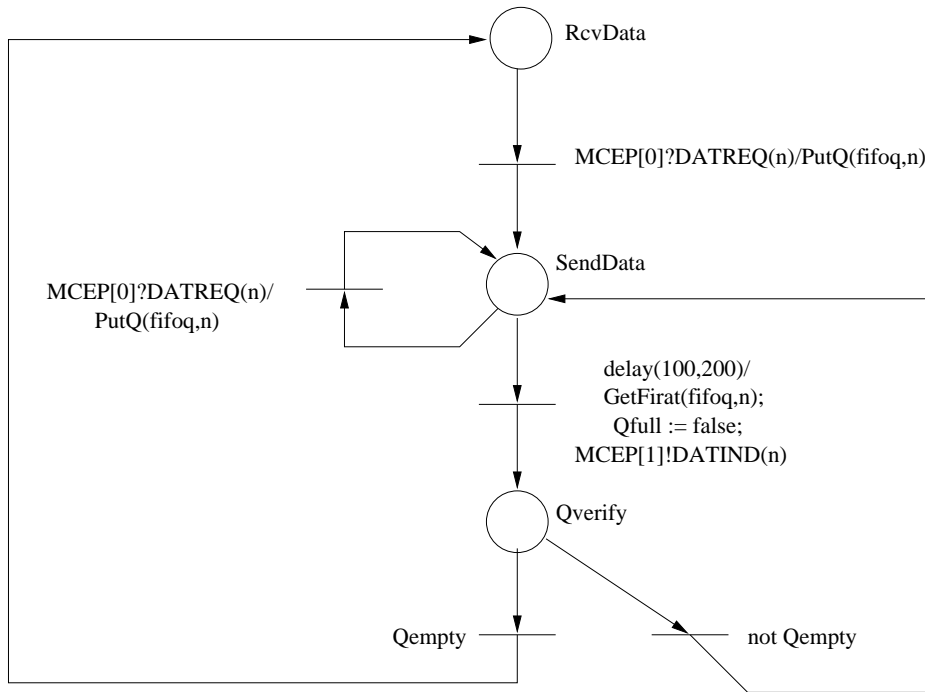 RcvData
MCEP[0]?DATREQ(n)/PutQ(fifoq,n)
SendData
MCEP[0]?DATREQ(n)/
PutQ(fifoq,n)
delay(100,200)/
GetFirat(fifoq,n);
Qfull := false;
MCEP[1]!DATIND(n)
Qverify
Qempty
not Qempty